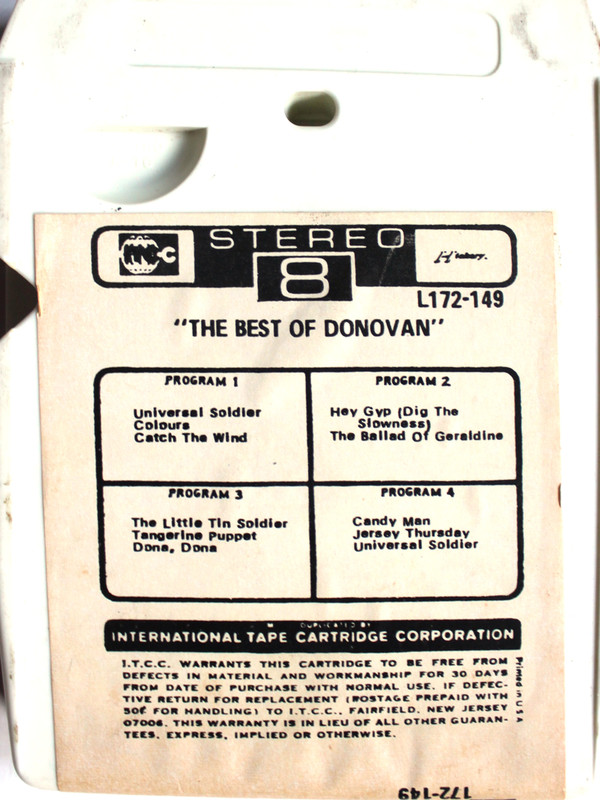 ITCC
STEREO
8
Hickory.
L172-149
"THE BEST OF DONOVAN"
PROGRAM 1
Universal Soldier
Colours
Catch The Wind
PROGRAM 2
Hey Gyp (Dig The
Slowness)
The Ballad Of Geraldine
PROGRAM 3
The Little Tin Soldier
Tangerine Puppet
Dona, Dona
PROGRAM 4
Candy Man
Jersey Thursday
Universal Soldier
DUPLICATED BY
INTERNATIONAL TAPE CARTRIDGE CORPORATION
I.T.C.C. WARRANTS THIS CARTRIDGE TO BE FREE FROM
DEFECTS IN MATERIAL AND WORKMANSHIP FOR 30 DAYS
FROM DATE OF PURCHASE WITH NORMAL USE. IF DEFEC-
TIVE RETURN FOR REPLACEMENT (POSTAGE PREPAID WITH
50¢ FOR HANDLING) TO I.T.C.C., FAIRFIELD, NEW JERSEY
07006. THIS WARRANTY IS IN LIEU OF ALL OTHER GUARAN-
TEES, EXPRESS, IMPLIED OR OTHERWISE.
Printed in USA
172-149